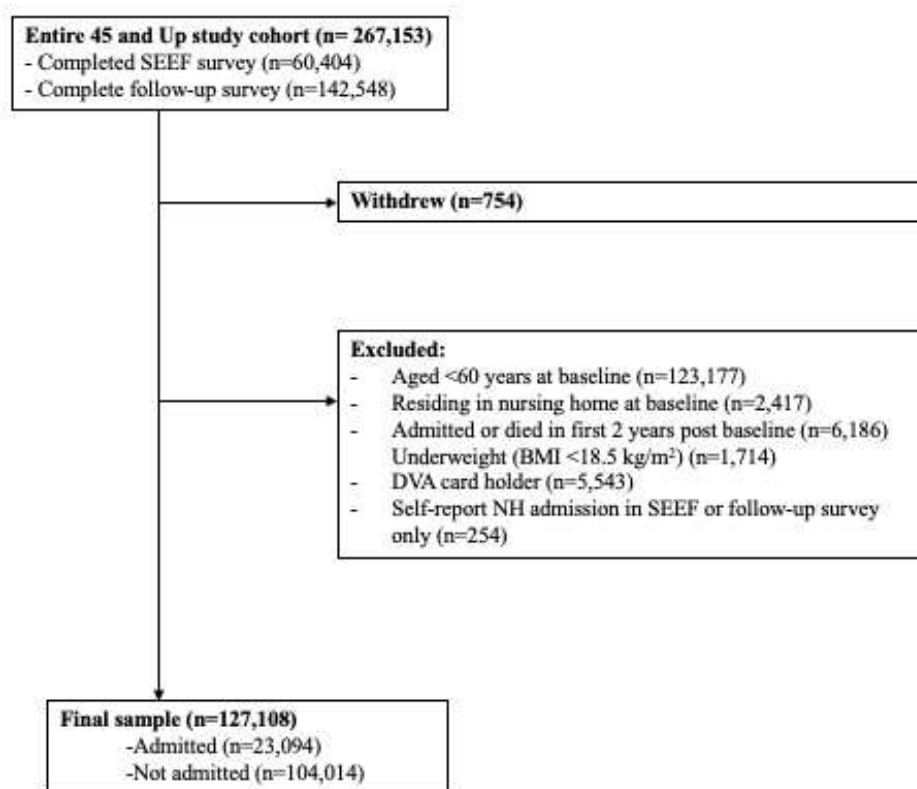 Entire 45 and Up study cohort (n= 267,153)
- Completed SEEF survey (n=60,404)
- Complete follow-up survey (n=142,548)
Withdrew (n=754)
Excluded:
- Aged <60 years at baseline (n=123,177)
- Residing in nursing home at baseline (n=2,417)
- Admitted or died in first 2 years post baseline (n=6,186)
Underweight (BMI <18.5 kg/m²) (n=1,714)
- DVA card holder (n=5,543)
- Self-report NH admission in SEEF or follow-up survey
only (n=254)
Final sample (n=127,108)
-Admitted (n=23,094)
-Not admitted (n=104,014)